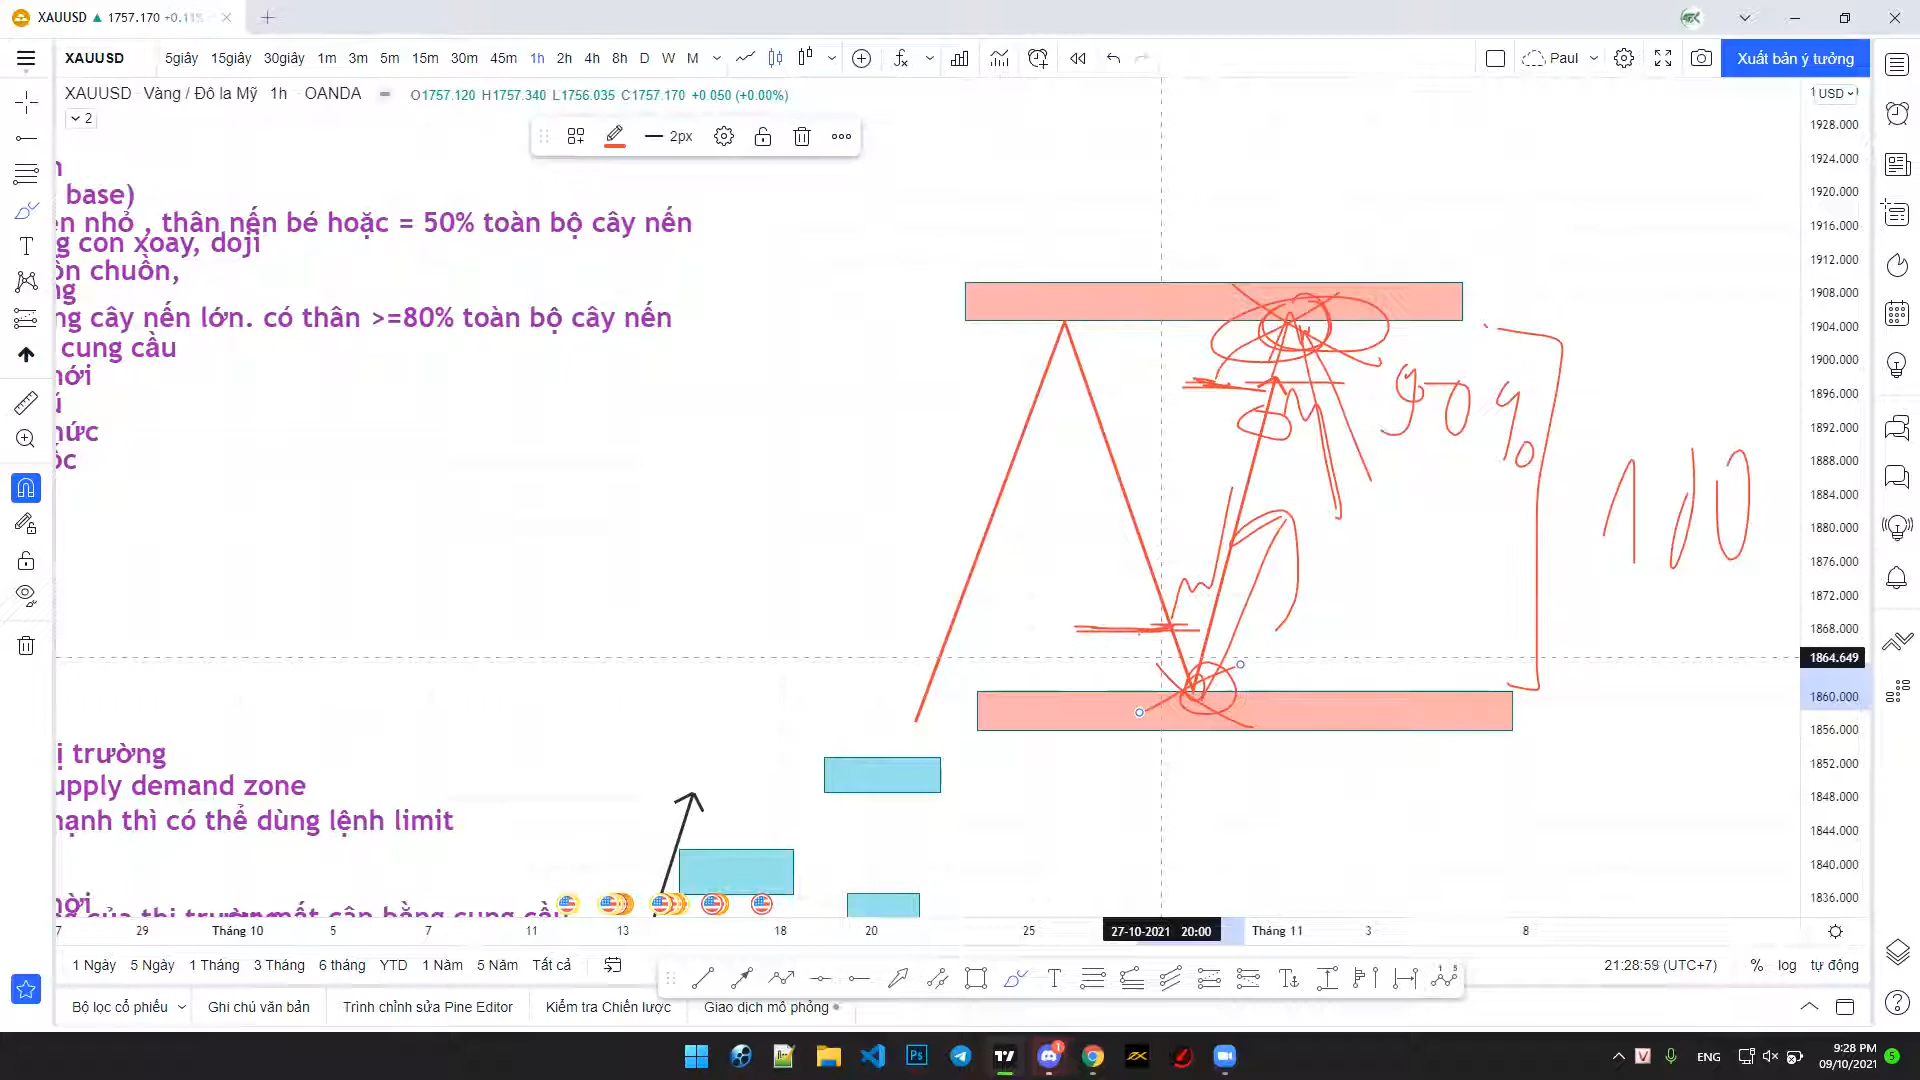 XAUUSD ▲ 1757.170 +0.11%
XAUUSD 5giây 15giây 30giây 1m 3m 5m 15m 30m 45m 1h 2h 4h 8h D W M Paul Xuất bản ý tưởng
XAUUSD Vàng / Đô la Mỹ 1h OANDA O1757.120 H1757.340 L1756.035 C1757.170 +0.050 (+0.00%)
USD
2
2px
1928.000
1924.000
1920.000
1916.000
1912.000
1908.000
1904.000
1900.000
1896.000
1892.000
1888.000
1884.000
1880.000
1876.000
1872.000
1868.000
1864.649
1860.000
1856.000
1852.000
1848.000
1844.000
1840.000
1836.000
base)
nhỏ , thân nến bé hoặc = 50% toàn bộ cây nến
con xoay, doji
chuồn,
cây nến lớn. có thân >=80% toàn bộ cây nến
cung cầu
90%
ị trường
upply demand zone
thì có thể dùng lệnh limit
7 29 Tháng 10 5 7 11 13 18 20 25 27-10-2021 20:00 Tháng 11 3 8
1 Ngày 5 Ngày 1 Tháng 3 Tháng 6 tháng YTD 1 Năm 5 Năm Tất cả
21:28:59 (UTC+7) % log tự động
Bộ lọc cổ phiếu Ghi chú văn bản Trình chỉnh sửa Pine Editor Kiểm tra Chiến lược Giao dịch mô phỏng
ENG 9:28 PM
09/10/2021
5